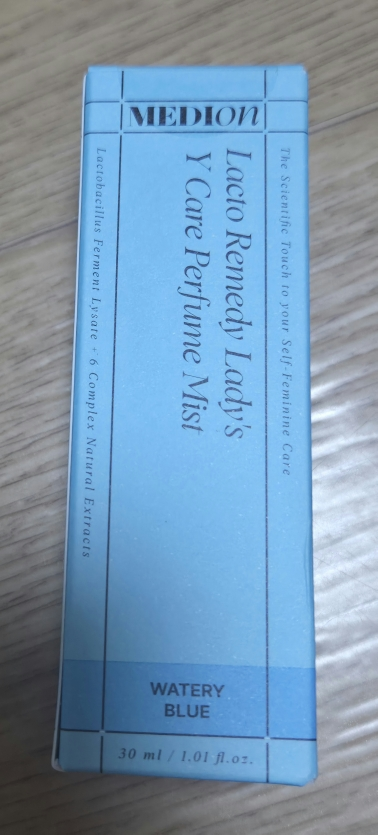 MEDION
The Scientific Touch to your Self-Feminine Care
Lacto Remedy Lady's
Y Care Perfume Mist
Lactobacillus Ferment Lysate + 6 Complex Natural Extracts
WATERY
BLUE
30 ml / 1.01 fl.oz.